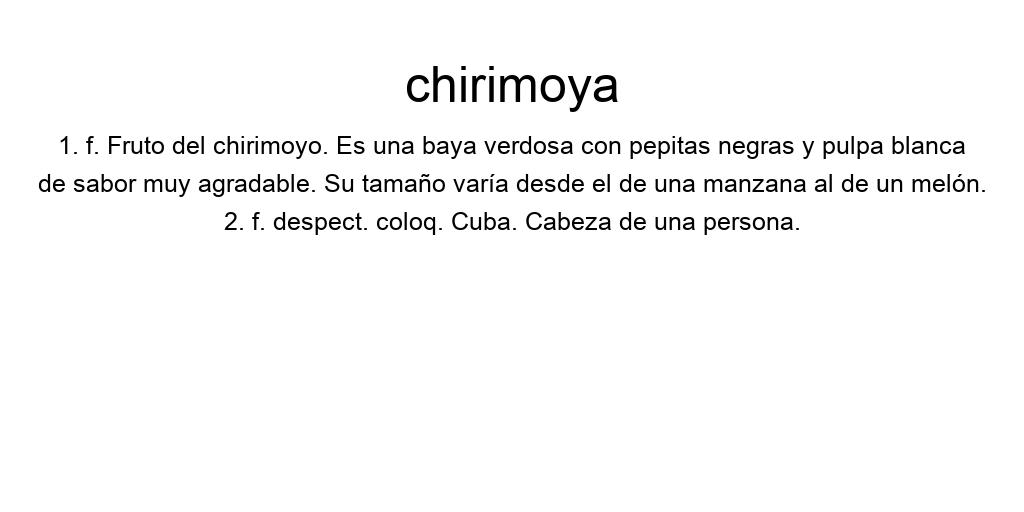 chirimoya
1. f. Fruto del chirimoyo. Es una baya verdosa con pepitas negras y pulpa blanca
de sabor muy agradable. Su tamaño varía desde el de una manzana al de un melón.
2. f. despect. coloq. Cuba. Cabeza de una persona.